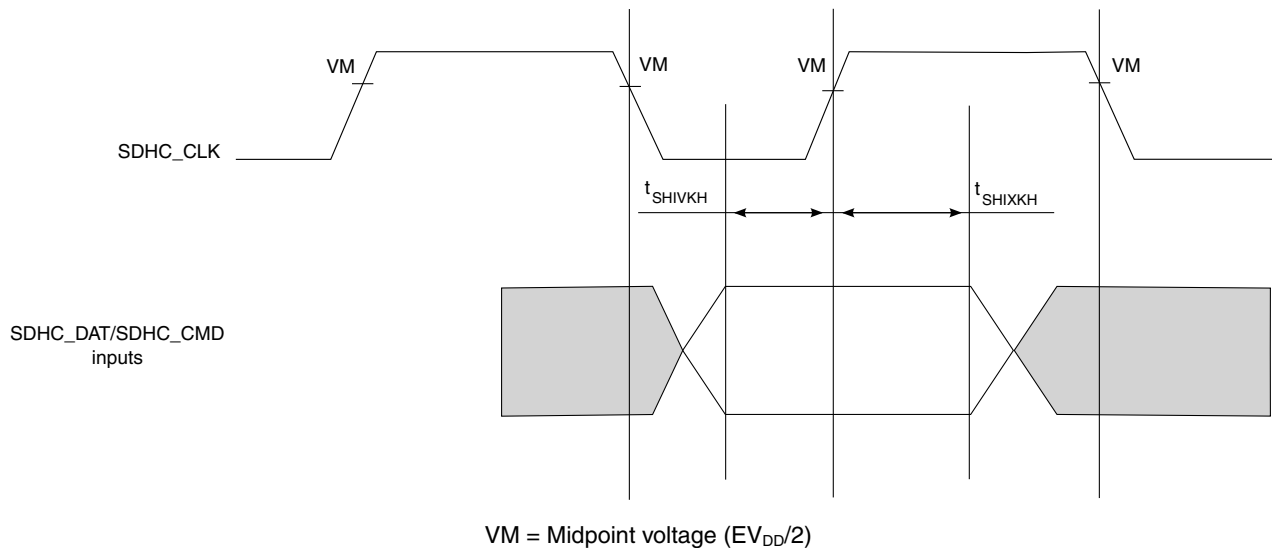 VM
VM
VM
VM
SDHC_CLK
tSHIVKH
tSHIXKH
SDHC_DAT/SDHC_CMD
inputs
VM = Midpoint voltage (EVDD/2)